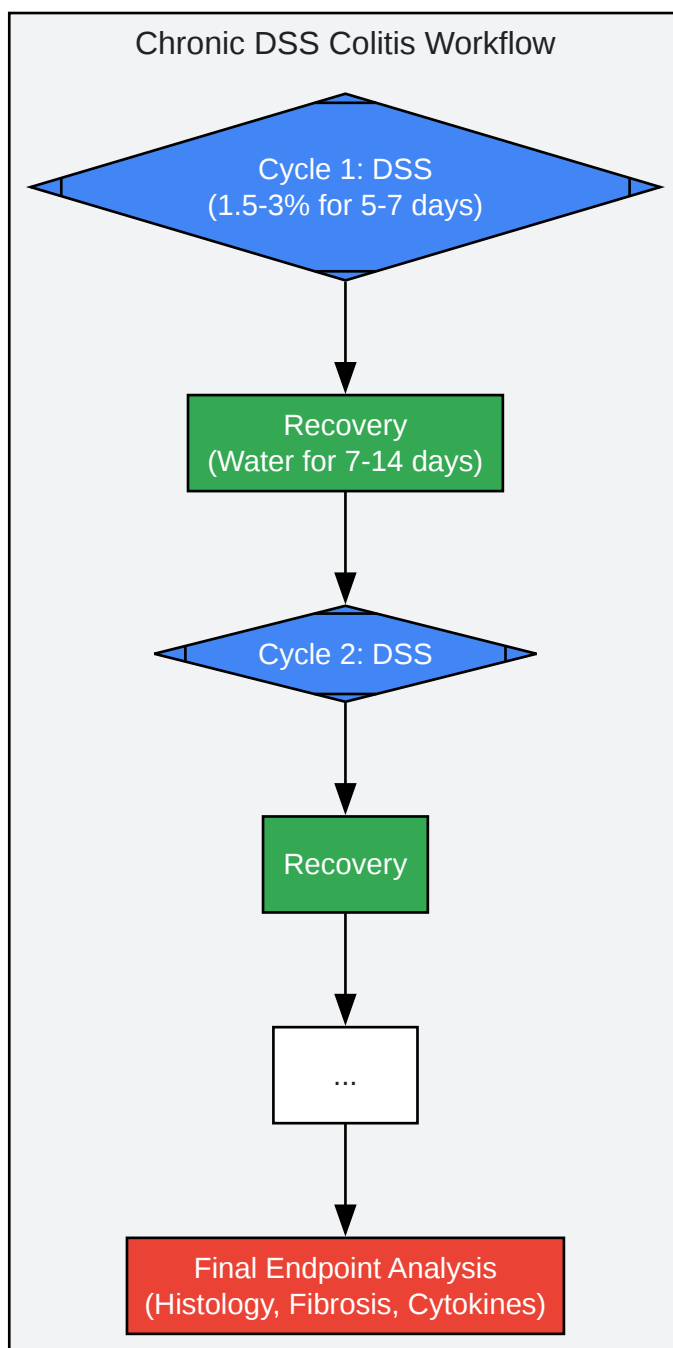 Chronic DSS Colitis Workflow
Cycle 1: DSS
(1.5-3% for 5-7 days)
Recovery
(Water for 7-14 days)
Cycle 2: DSS
Recovery
...
Final Endpoint Analysis
(Histology, Fibrosis, Cytokines)